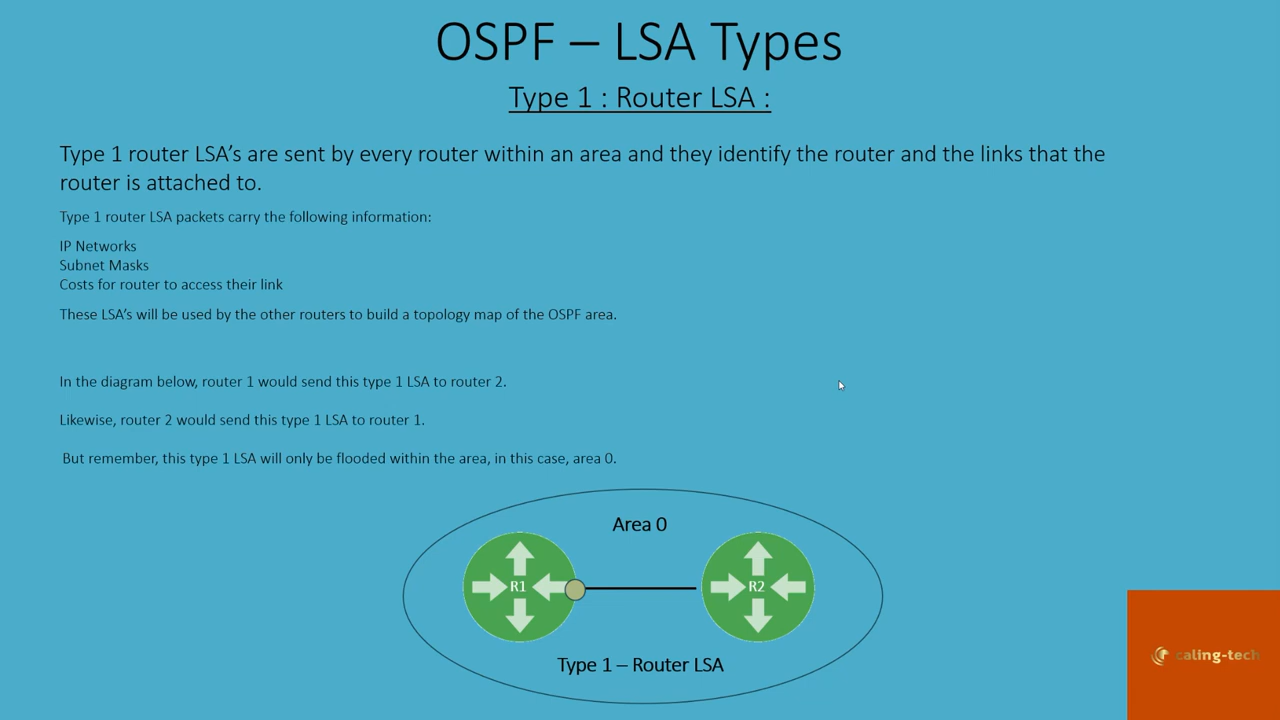 OSPF – LSA Types
Type 1 : Router LSA :
Type 1 router LSA’s are sent by every router within an area and they identify the router and the links that the
router is attached to.
Type 1 router LSA packets carry the following information:
IP Networks
Subnet Masks
Costs for router to access their link
These LSA’s will be used by the other routers to build a topology map of the OSPF area.
In the diagram below, router 1 would send this type 1 LSA to router 2.
Likewise, router 2 would send this type 1 LSA to router 1.
But remember, this type 1 LSA will only be flooded within the area, in this case, area 0.
Area 0
R1
R2
Type 1 – Router LSA
caling-tech